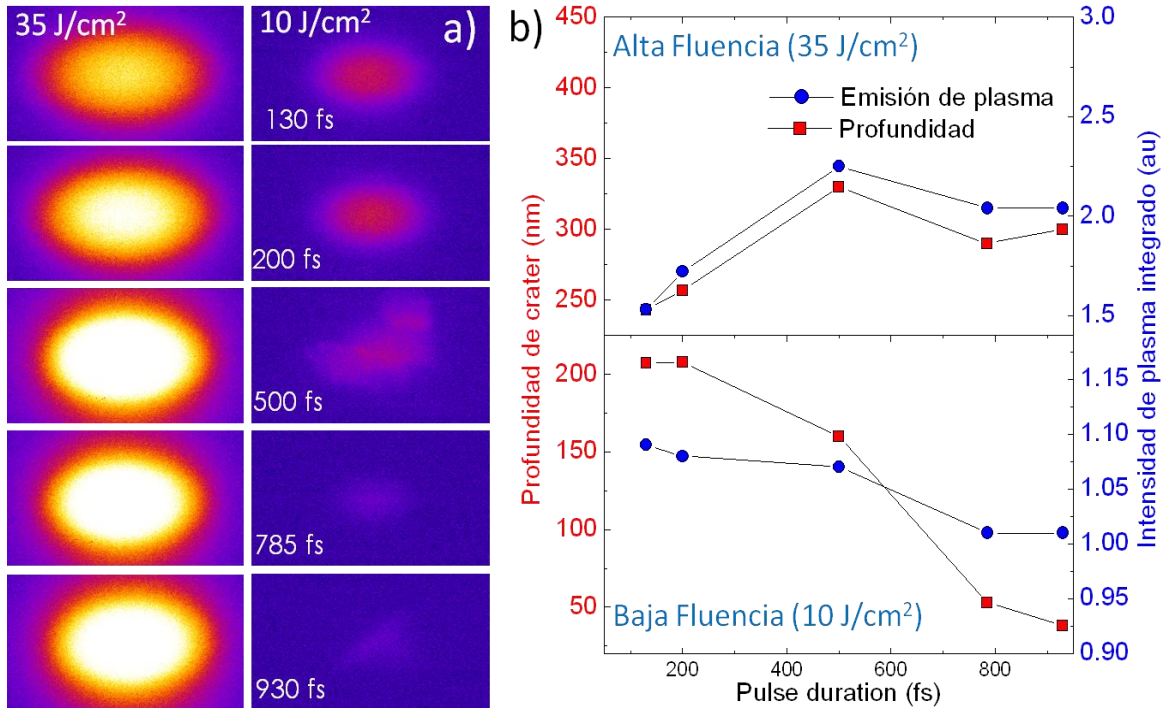 35 J/cm²
10 J/cm²
a)
130 fs
200 fs
500 fs
785 fs
930 fs
b)
Alta Fluencia (35 J/cm²)
Emisión de plasma
Profundidad
Baja Fluencia (10 J/cm²)
Profundidad de crater (nm)
450
400
350
300
250
200
150
100
50
Intensidad de plasma integrado (au)
3.0
2.5
2.0
1.5
1.15
1.10
1.05
1.00
0.95
0.90
200
400
600
800
Pulse duration (fs)